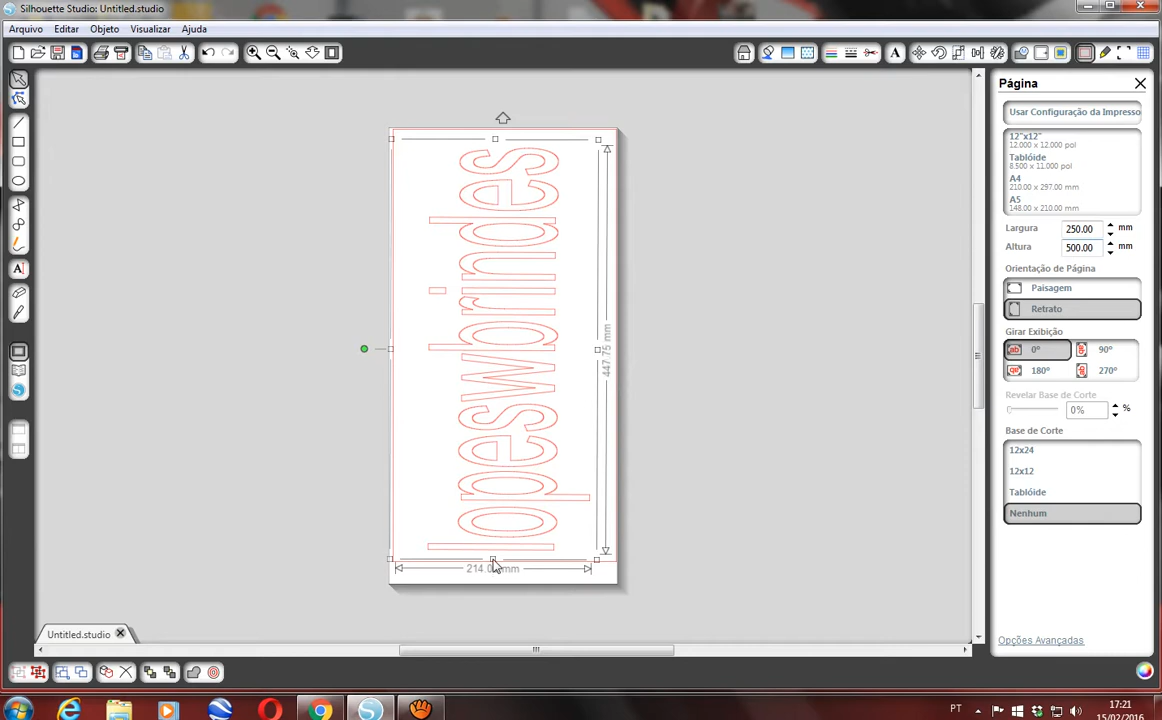 Silhouette Studio: Untitled.studio
Arquivo Editar Objeto Visualizar Ajuda
Página
Usar Configuração da Impresso
12"x12"
12.000 x 12.000 pol
Tablóide
8.500 x 11.000 pol
A4
210.00 x 297.00 mm
A5
148.00 x 210.00 mm
Largura 250.00 mm
Altura 500.00 mm
Orientação de Página
Paisagem
Retrato
Girar Exibição
ab 0° 90°
180° 270°
Revelar Base de Corte
0% %
Base de Corte
12x24
12x12
Tablóide
Nenhum
Opções Avançadas
lopeswbrindes
447.75 mm
mm
Untitled.studio
PT
17:21
15/02/2016